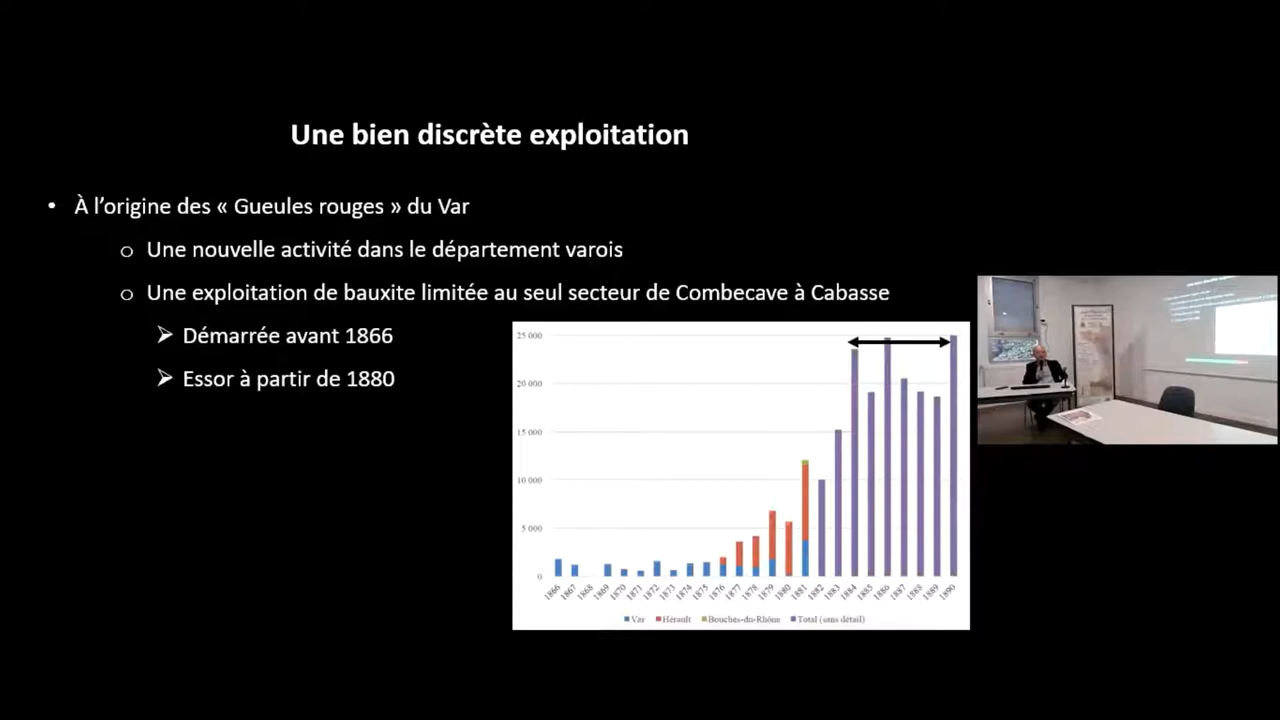 Une bien discrète exploitation
• À l’origine des « Gueules rouges » du Var
o Une nouvelle activité dans le département varois
o Une exploitation de bauxite limitée au seul secteur de Combecave à Cabasse
➢ Démarrée avant 1866
➢ Essor à partir de 1880
25 000
20 000
15 000
10 000
5 000
0
1866 1867 1868 1869 1870 1871 1872 1873 1874 1875 1876 1877 1878 1879 1880 1881 1882 1883 1884 1885 1886 1887 1888 1889 1890
Var Hérault Bouches-du-Rhône Total (sans détail)